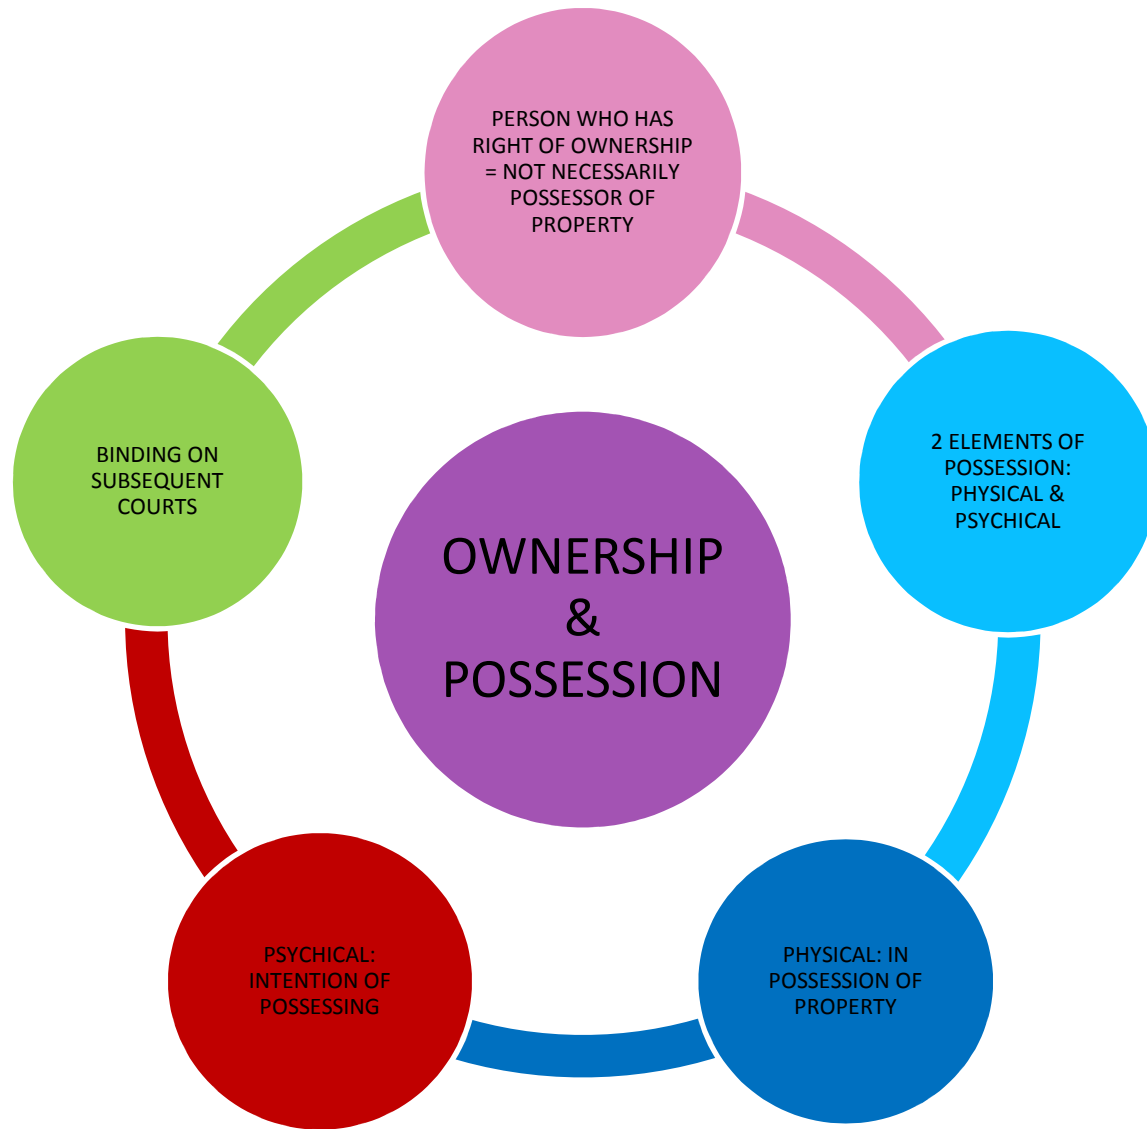 PERSON WHO HAS
RIGHT OF OWNERSHIP
= NOT NECESSARILY
POSSESSOR OF
PROPERTY
2 ELEMENTS OF
POSSESSION:
PHYSICAL &
PSYCHICAL
PHYSICAL: IN
POSSESSION OF
PROPERTY
PSYCHICAL:
INTENTION OF
POSSESSING
BINDING ON
SUBSEQUENT
COURTS
OWNERSHIP
&
POSSESSION